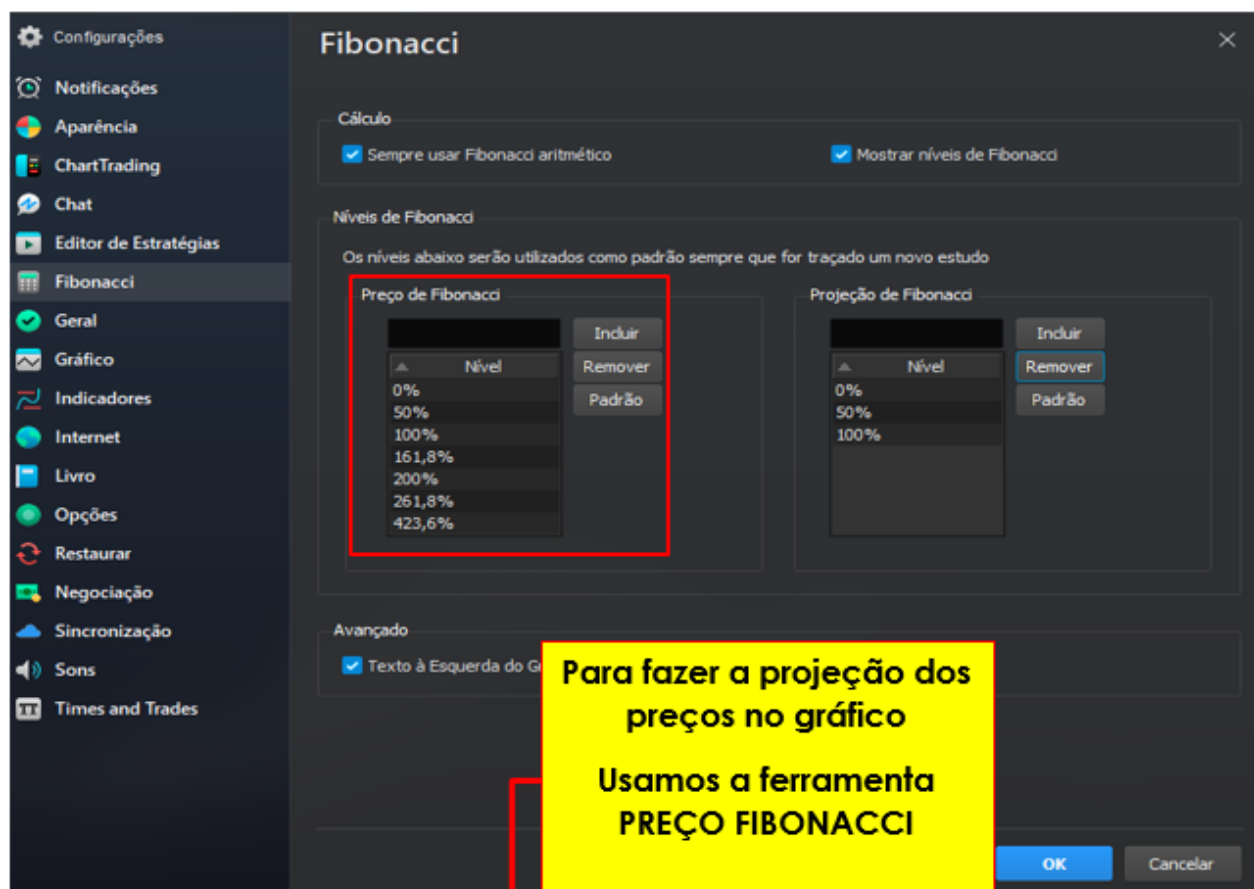 Configurações
Notificações
Aparência
ChartTrading
Chat
Editor de Estratégias
Fibonacci
Geral
Gráfico
Indicadores
Internet
Livro
Opções
Restaurar
Negociação
Sincronização
Sons
Times and Trades
Fibonacci
Cálculo
Sempre usar Fibonacci aritmético
Mostrar níveis de Fibonacci
Níveis de Fibonacci
Os níveis abaixo serão utilizados como padrão sempre que for traçado um novo estudo
Preço de Fibonacci
Incluir
Nível
Remover
Padrão
0%
50%
100%
161,8%
200%
261,8%
423,6%
Projeção de Fibonacci
Incluir
Nível
Remover
Padrão
0%
50%
100%
Avançado
Texto à Esquerda do
Para fazer a projeção dos
preços no gráfico
Usamos a ferramenta
PREÇO FIBONACCI
OK
Cancelar